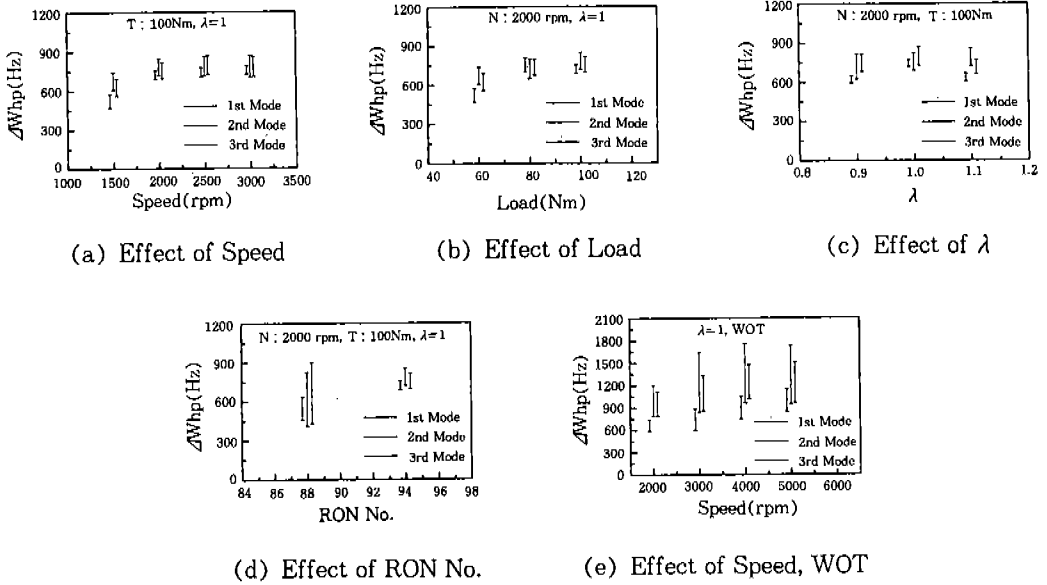 T : 100Nm, λ=1
ΔWhp(Hz)
1200
900
600
300
0
1st Mode
2nd Mode
3rd Mode
1000 1500 2000 2500 3000 3500
Speed(rpm)
(a) Effect of Speed
N : 2000 rpm, λ=1
ΔWhp(Hz)
1200
900
600
300
0
1st Mode
2nd Mode
3rd Mode
40 60 80 100 120
Load(Nm)
(b) Effect of Load
N : 2000 rpm, T : 100Nm
ΔWhp(Hz)
1200
900
600
300
0
1st Mode
2nd Mode
3rd Mode
0.8 0.9 1.0 1.1 1.2
λ
(c) Effect of λ
N : 2000 rpm, T : 100Nm, λ=1
ΔWhp(Hz)
1200
900
600
300
0
1st Mode
2nd Mode
3rd Mode
84 86 88 90 92 94 96 98
RON No.
(d) Effect of RON No.
λ=1, WOT
ΔWhp(Hz)
2100
1800
1500
1200
900
600
300
0
1st Mode
2nd Mode
3rd Mode
2000 3000 4000 5000 6000
Speed(rpm)
(e) Effect of Speed, WOT